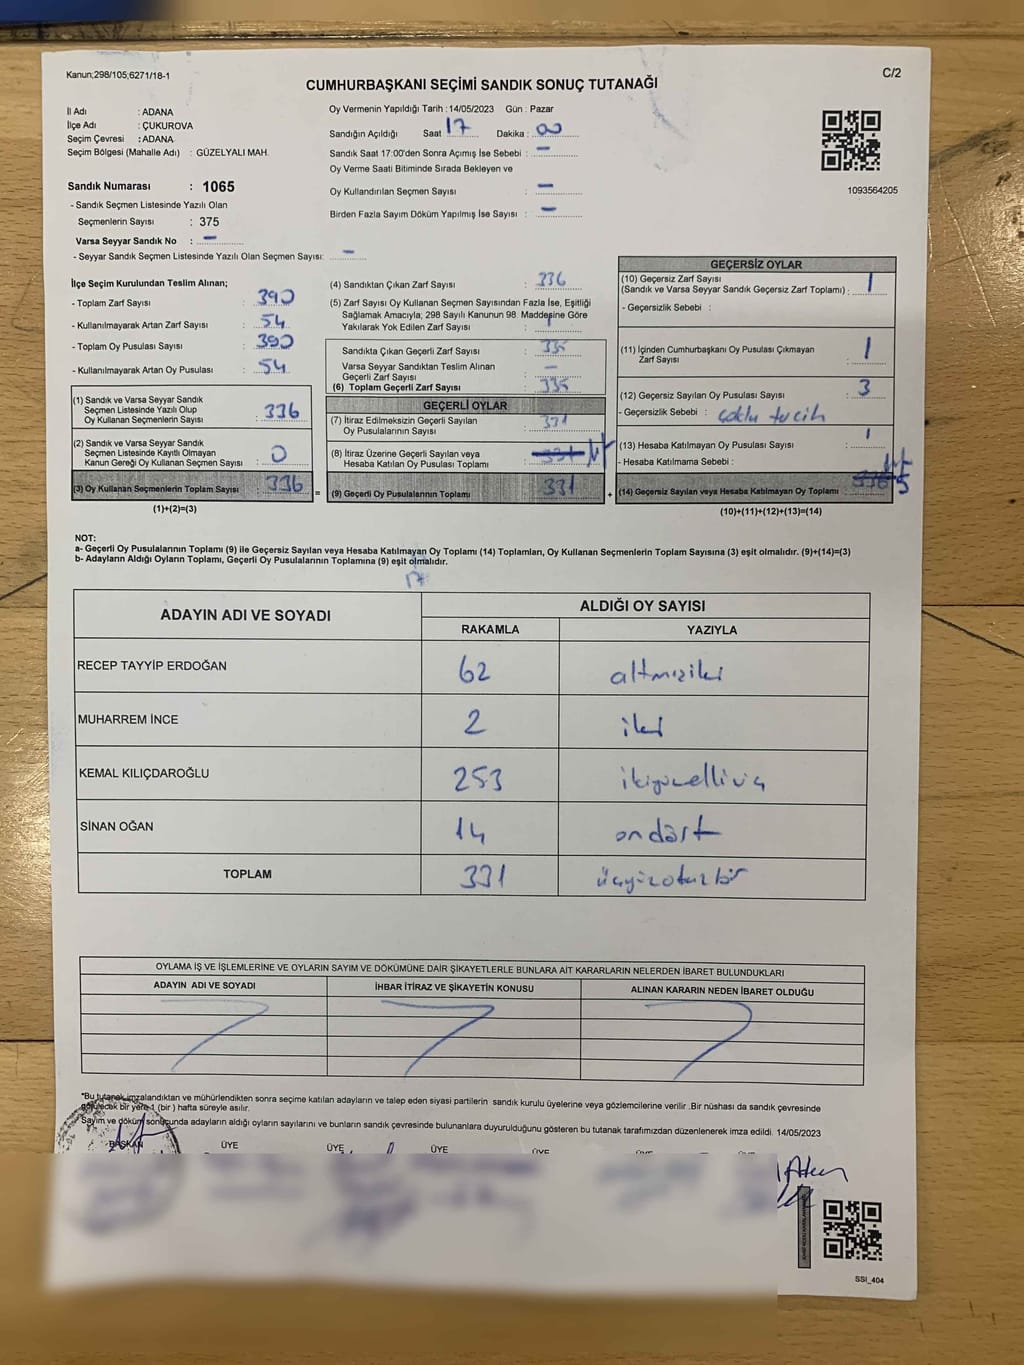 Kanun;298/105;6271/18-1
C/2
CUMHURBAŞKANI SEÇİMİ SANDIK SONUÇ TUTANAĞI
İl Adı : ADANA
İlçe Adı : ÇUKUROVA
Seçim Çevresi : ADANA
Seçim Bölgesi (Mahalle Adı) : GÜZELYALI MAH.
Sandık Numarası : 1065
- Sandık Seçmen Listesinde Yazılı Olan
Seçmenlerin Sayısı : 375
Varsa Seyyar Sandık No : –
- Seyyar Sandık Seçmen Listesinde Yazılı Olan Seçmen Sayısı: –
Oy Vermenin Yapıldığı Tarih : 14/05/2023 Gün : Pazar
Sandığın Açıldığı Saat 17 Dakika : 00
Sandık Saat 17:00'den Sonra Açımış İse Sebebi : –
Oy Verme Saati Bitiminde Sırada Bekleyen ve
Oy Kullandırılan Seçmen Sayısı : –
Birden Fazla Sayım Döküm Yapılmış İse Sayısı : –
1093564205
İlçe Seçim Kurulundan Teslim Alınan;
- Toplam Zarf Sayısı : 390
- Kullanılmayarak Artan Zarf Sayısı : 54
- Toplam Oy Pusulası Sayısı : 390
- Kullanılmayarak Artan Oy Pusulası : 54
(1) Sandık ve Varsa Seyyar Sandık
Seçmen Listesinde Yazılı Olup
Oy Kullanan Seçmenlerin Sayısı : 336
(2) Sandık ve Varsa Seyyar Sandık
Seçmen Listesinde Kayıtlı Olmayan
Kanun Gereği Oy Kullanan Seçmen Sayısı : 0
(3) Oy Kullanan Seçmenlerin Toplam Sayısı : 336
(1)+(2)=(3)
=
(4) Sandıktan Çıkan Zarf Sayısı : 336
(5) Zarf Sayısı Oy Kullanan Seçmen Sayısından Fazla İse, Eşitliği
Sağlamak Amacıyla; 298 Sayılı Kanunun 98. Maddesine Göre
Yakılarak Yok Edilen Zarf Sayısı :
Sandıkta Çıkan Geçerli Zarf Sayısı : 335
Varsa Seyyar Sandıktan Teslim Alınan
Geçerli Zarf Sayısı : –
(6) Toplam Geçerli Zarf Sayısı : 335
GEÇERLİ OYLAR
(7) İtiraz Edilmeksizin Geçerli Sayılan
Oy Pusulalarının Sayısı : 331
(8) İtiraz Üzerine Geçerli Sayılan veya
Hesaba Katılan Oy Pusulası Toplamı :
(9) Geçerli Oy Pusulalarının Toplamı : 331
+
GEÇERSİZ OYLAR
(10) Geçersiz Zarf Sayısı
(Sandık ve Varsa Seyyar Sandık Geçersiz Zarf Toplamı) : 1
- Geçersizlik Sebebi :
(11) İçinden Cumhurbaşkanı Oy Pusulası Çıkmayan
Zarf Sayısı : 1
(12) Geçersiz Sayılan Oy Pusulası Sayısı : 3
- Geçersizlik Sebebi : çoklu tercih
(13) Hesaba Katılmayan Oy Pusulası Sayısı :
- Hesaba Katılmama Sebebi :
(14) Geçersiz Sayılan veya Hesaba Katılmayan Oy Toplamı : 5
(10)+(11)+(12)+(13)=(14)
NOT:
a- Geçerli Oy Pusulalarının Toplamı (9) ile Geçersiz Sayılan veya Hesaba Katılmayan Oy Toplamı (14) Toplamları, Oy Kullanan Seçmenlerin Toplam Sayısına (3) eşit olmalıdır. (9)+(14)=(3)
b- Adayların Aldığı Oyların Toplamı, Geçerli Oy Pusulalarının Toplamına (9) eşit olmalıdır.
17
ADAYIN ADI VE SOYADI
ALDIĞI OY SAYISI
RAKAMLA YAZIYLA
RECEP TAYYİP ERDOĞAN 62 altmışiki
MUHARREM İNCE 2 iki
KEMAL KILIÇDAROĞLU 253 ikiyüzelliüç
SİNAN OĞAN 14 ondört
TOPLAM 331 üçyüzotuzbir
OYLAMA İŞ VE İŞLEMLERİNE VE OYLARIN SAYIM VE DÖKÜMÜNE DAİR ŞİKAYETLERLE BUNLARA AİT KARARLARIN NELERDEN İBARET BULUNDUKLARI
ADAYIN ADI VE SOYADI İHBAR İTİRAZ VE ŞİKAYETİN KONUSU ALINAN KARARIN NEDEN İBARET OLDUĞU
"Bu tutanak imzalandıktan ve mühürlendikten sonra seçime katılan adayların ve talep eden siyasi partilerin sandık kurulu üyelerine veya gözlemcilerine verilir .Bir nüshası da sandık çevresinde
görülecek bir yere 1 (bir ) hafta süreyle asılır.
Sayım ve döküm sonucunda adayların aldığı oyların sayılarını ve bunların sandık çevresinde bulunanlara duyurulduğunu gösteren bu tutanak tarafımızdan düzenlenerek imza edildi. 14/05/2023
BAŞKAN ÜYE ÜYE ÜYE ÜYE ÜYE
SSİ_404